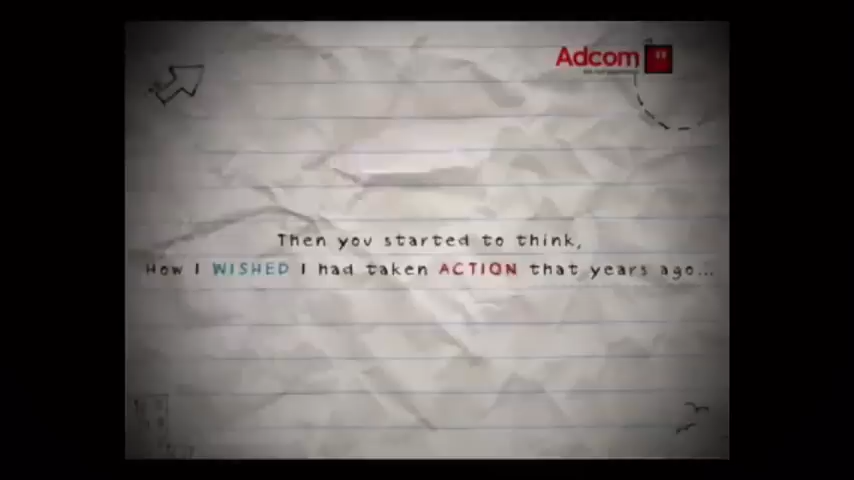 Adcom
Then you started to think,
How I WISHED I had taken ACTION that years ago...